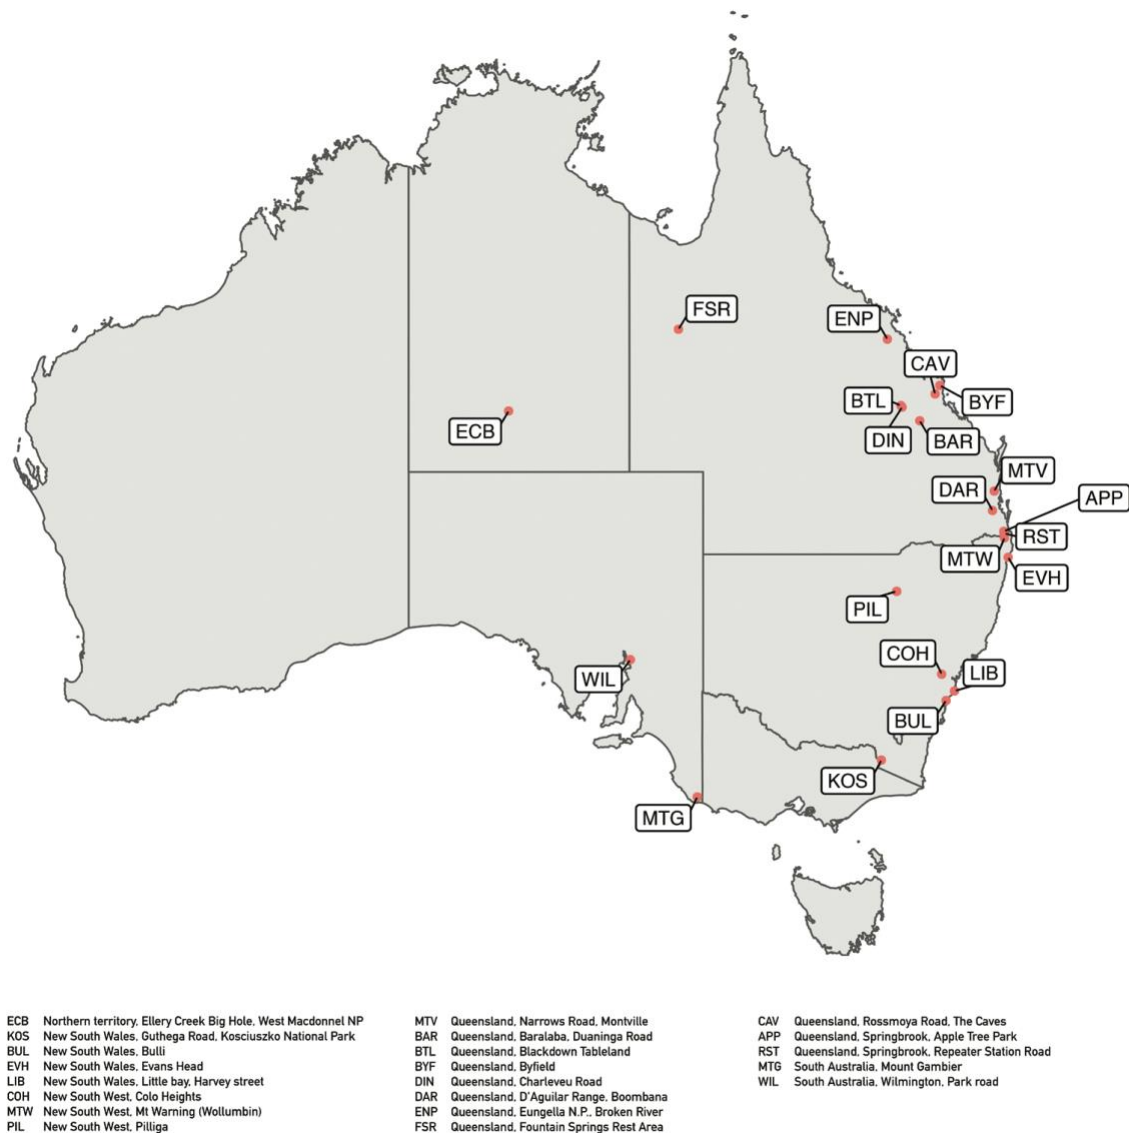 FSR
ENP
CAV
BTL
BYF
ECB
DIN
BAR
MTV
DAR
APP
RST
MTW
EVH
PIL
COH
LIB
WIL
BUL
KOS
MTG
ECB Northern territory, Ellery Creek Big Hole, West Macdonnel NP
KOS New South Wales, Guthega Road, Kosciuszko National Park
BUL New South Wales, Bulli
EVH New South Wales, Evans Head
LIB New South Wales, Little bay, Harvey street
COH New South West, Colo Heights
MTW New South West, Mt Warning (Wollumbin)
PIL New South West, Pilliga
MTV Queensland, Narrows Road, Montville
BAR Queensland, Baralaba, Duaninga Road
BTL Queensland, Blackdown Tableland
BYF Queensland, Byfield
DIN Queensland, Charleveu Road
DAR Queensland, D'Aguilar Range, Boombana
ENP Queensland, Eungella N.P., Broken River
FSR Queensland, Fountain Springs Rest Area
CAV Queensland, Rossmoya Road, The Caves
APP Queensland, Springbrook, Apple Tree Park
RST Queensland, Springbrook, Repeater Station Road
MTG South Australia, Mount Gambier
WIL South Australia, Wilmington, Park road